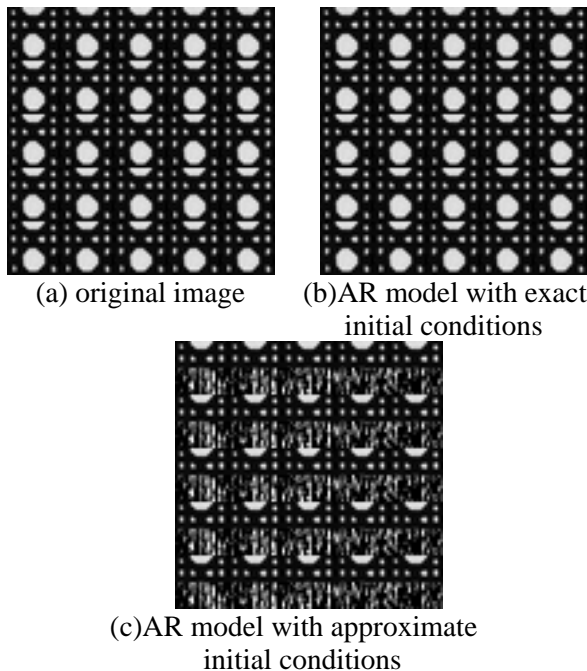 (a) original image
(b)AR model with exact
initial conditions
(c)AR model with approximate
initial conditions